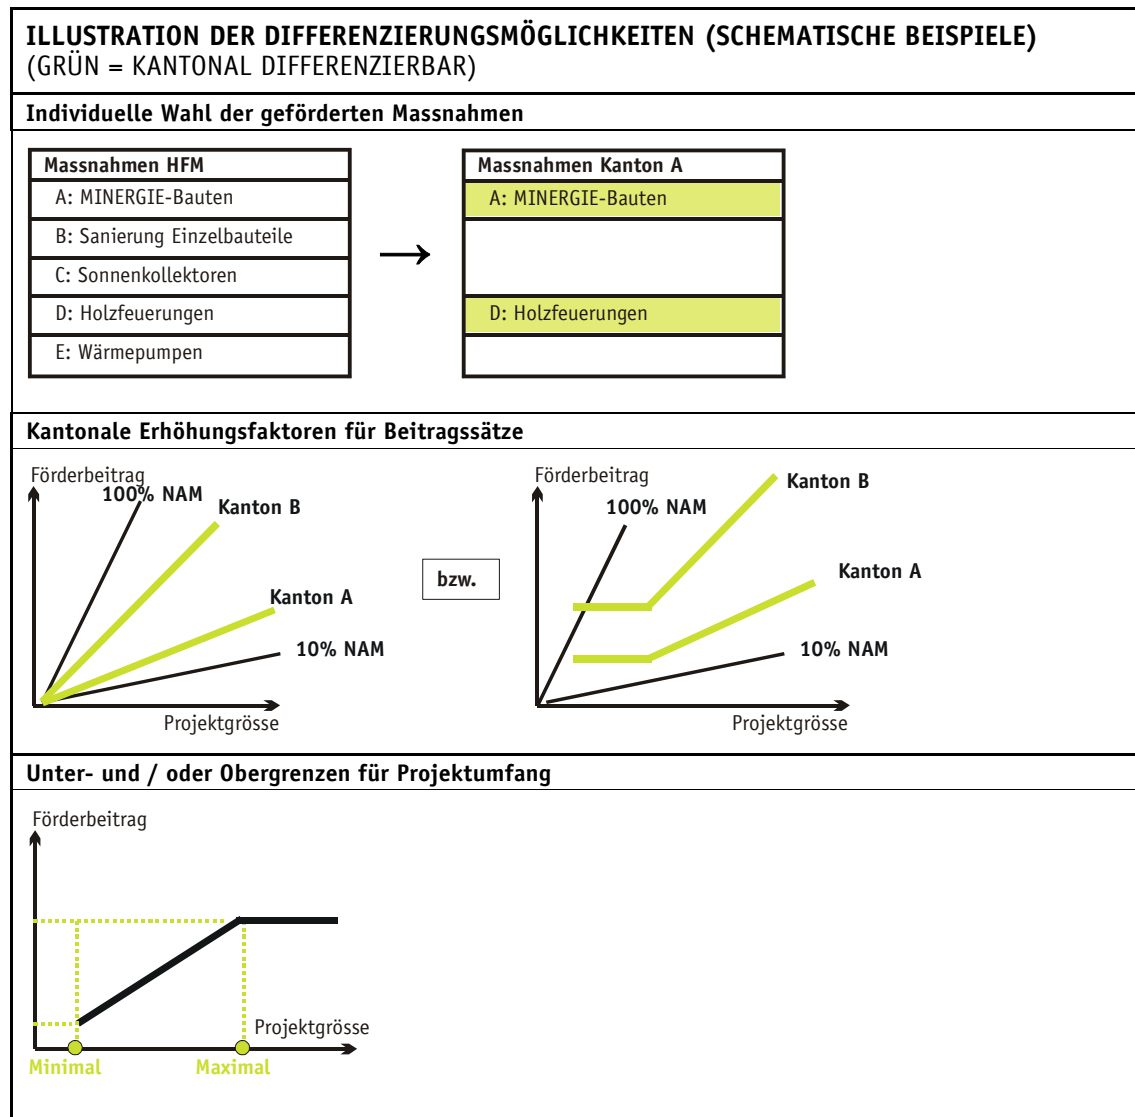 ILLUSTRATION DER DIFFERENZIERUNGSMÖGLICHKEITEN (SCHEMATISCHE BEISPIELE)
(GRÜN = KANTONAL DIFFERENZIERBAR)
Individuelle Wahl der geförderten Massnahmen
Massnahmen HFM
A: MINERGIE-Bauten
B: Sanierung Einzelbauteile
C: Sonnenkollektoren
D: Holzfeuerungen
E: Wärmepumpen
Massnahmen Kanton A
A: MINERGIE-Bauten
D: Holzfeuerungen
Kantonale Erhöhungsfaktoren für Beitragssätze
Förderbeitrag
100% NAM
Kanton B
Kanton A
10% NAM
Projektgrösse
bzw.
Förderbeitrag
100% NAM
Kanton B
Kanton A
10% NAM
Projektgrösse
Unter- und / oder Obergrenzen für Projektumfang
Förderbeitrag
Projektgrösse
Minimal
Maximal